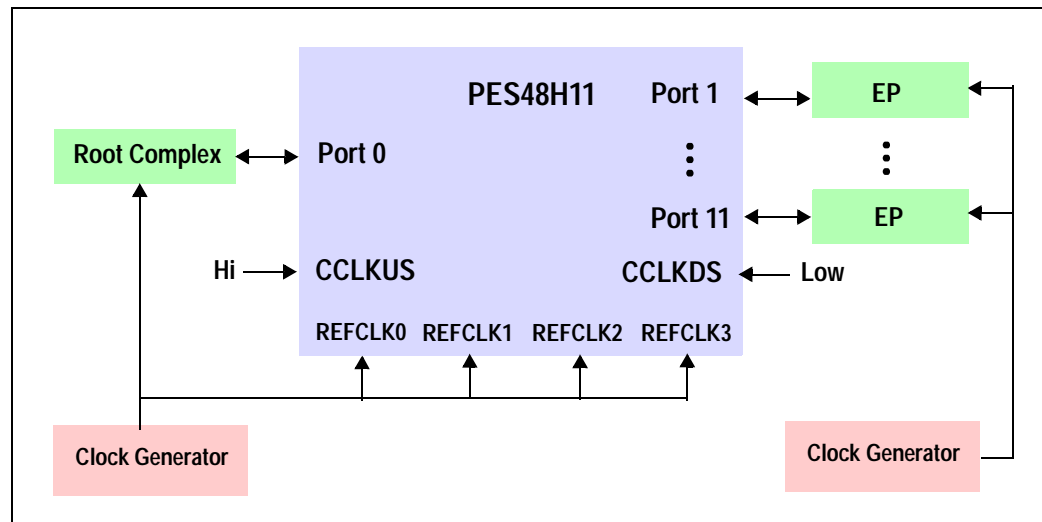 PES48H11
Port 1
EP
Root Complex
Port 0
Port 11
EP
Hi
CCLKUS
CCLKDS
Low
REFCLK0 REFCLK1 REFCLK2 REFCLK3
Clock Generator
Clock Generator